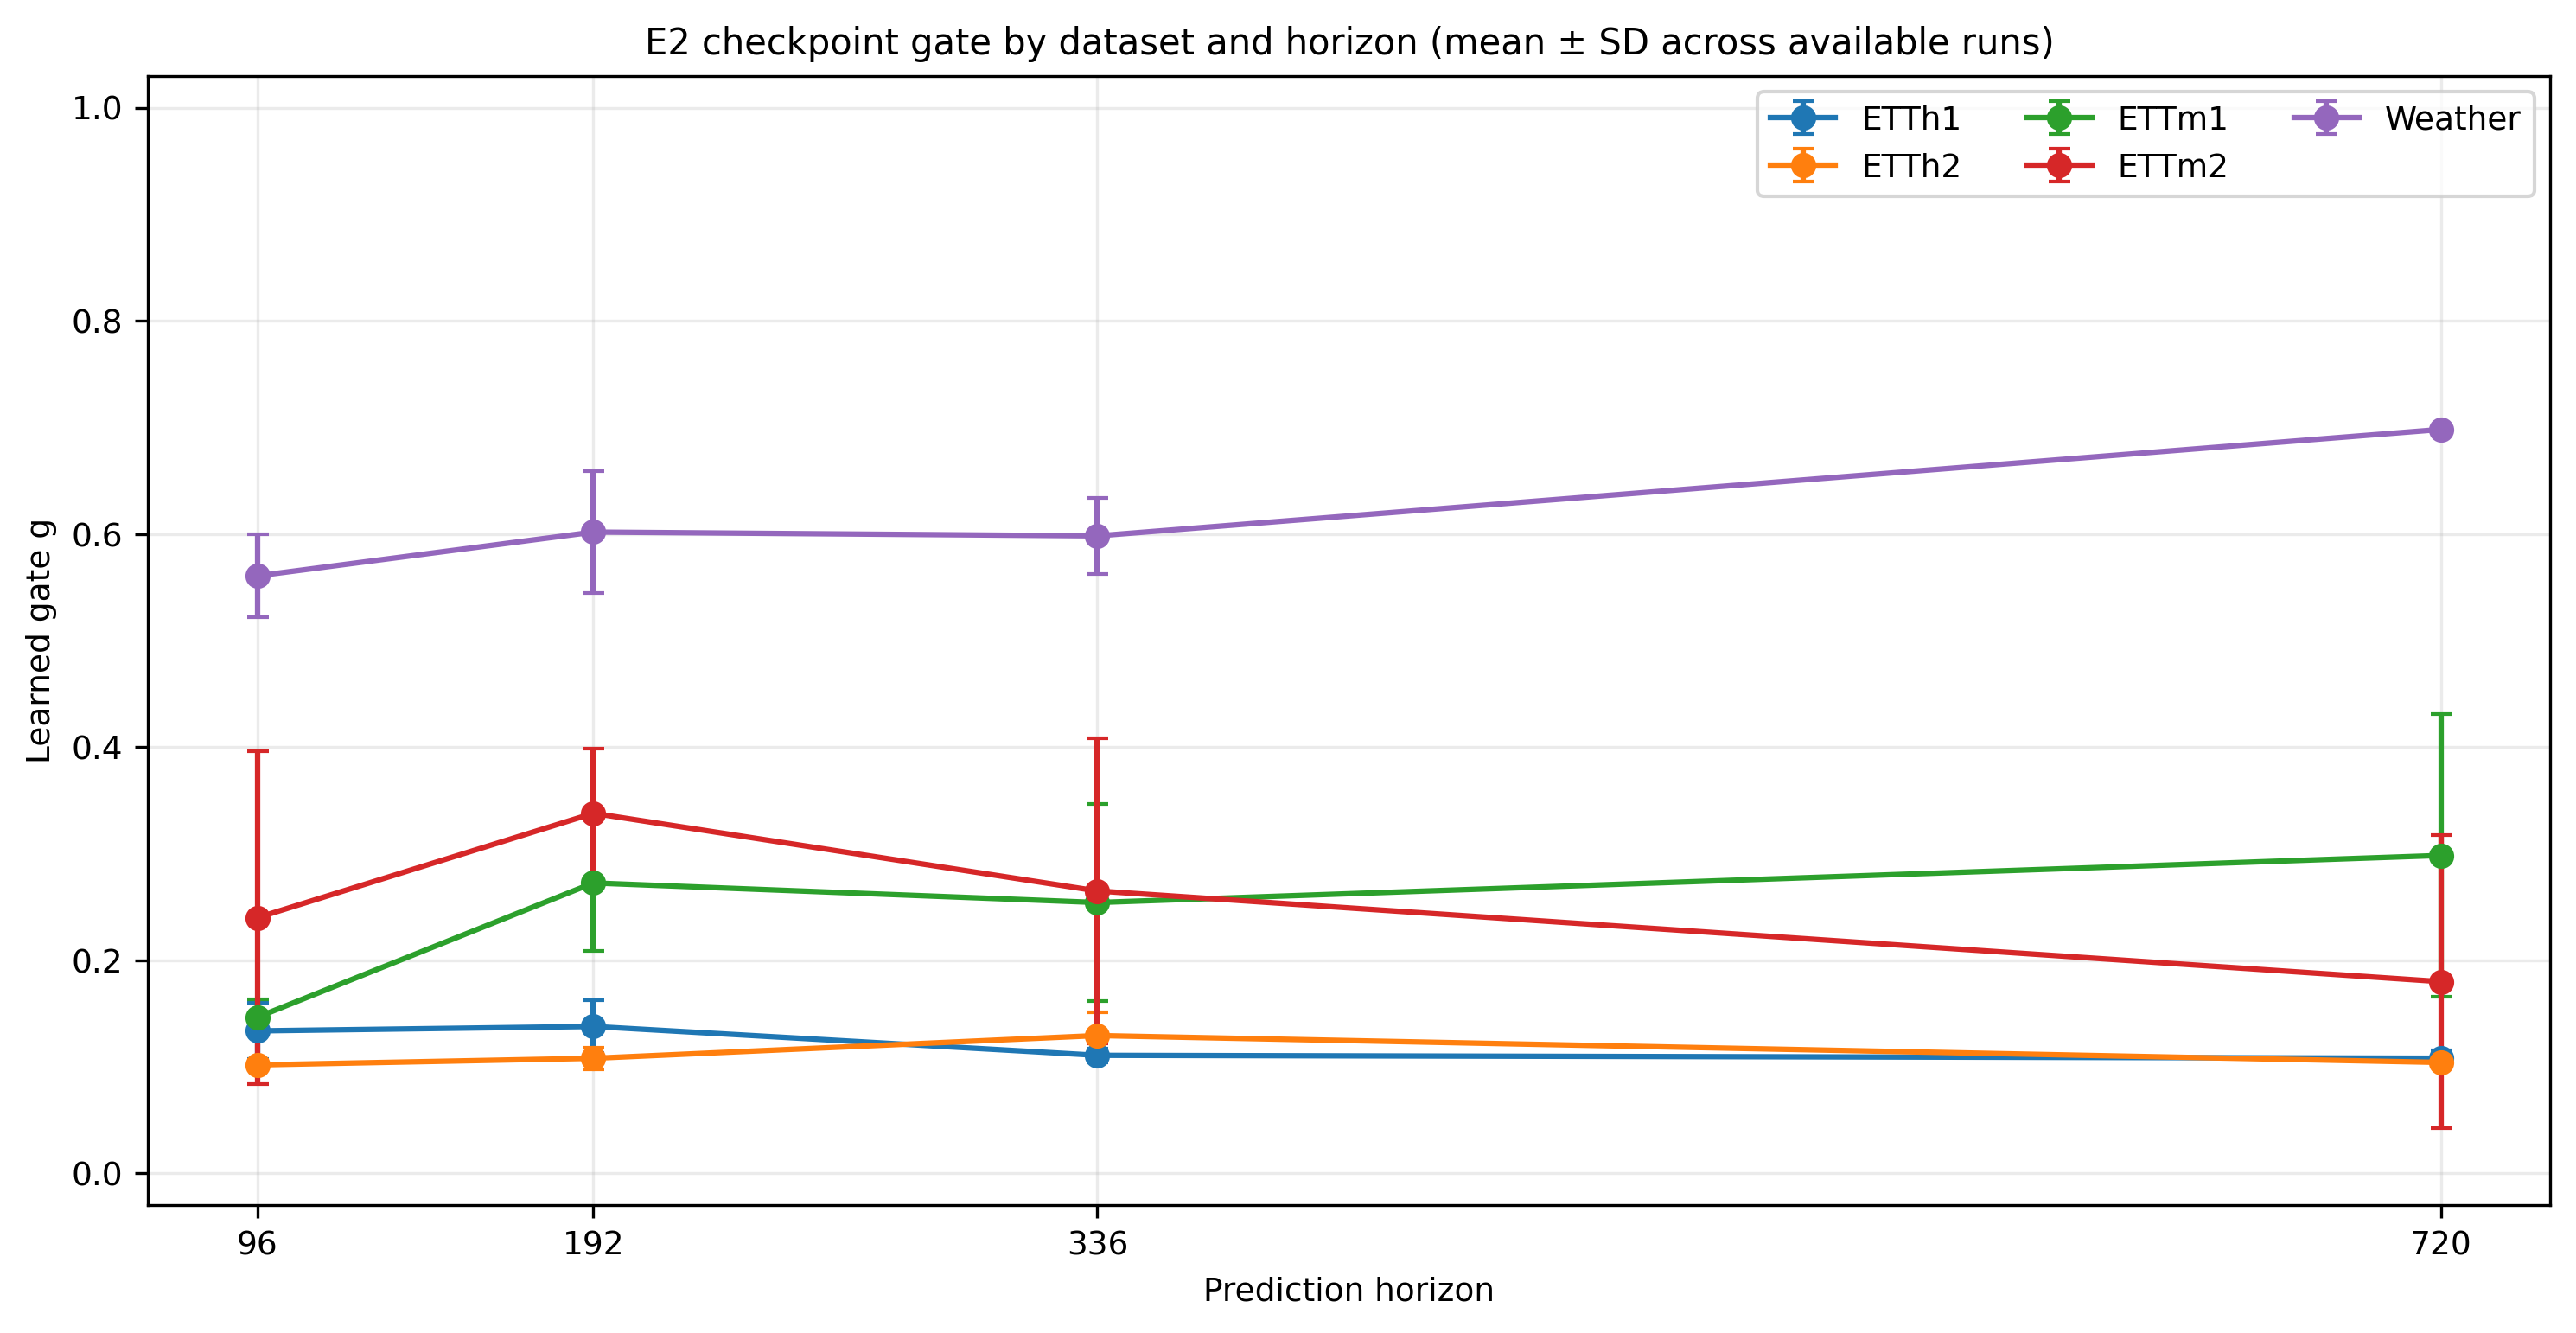 E2 checkpoint gate by dataset and horizon (mean ± SD across available runs)
ETTh1
ETTh2
ETTm1
ETTm2
Weather
Learned gate g
1.0
0.8
0.6
0.4
0.2
0.0
96 192 336 720
Prediction horizon